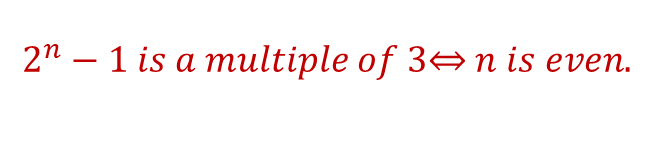 2ⁿ − 1 is a multiple of 3⇔ n is even.